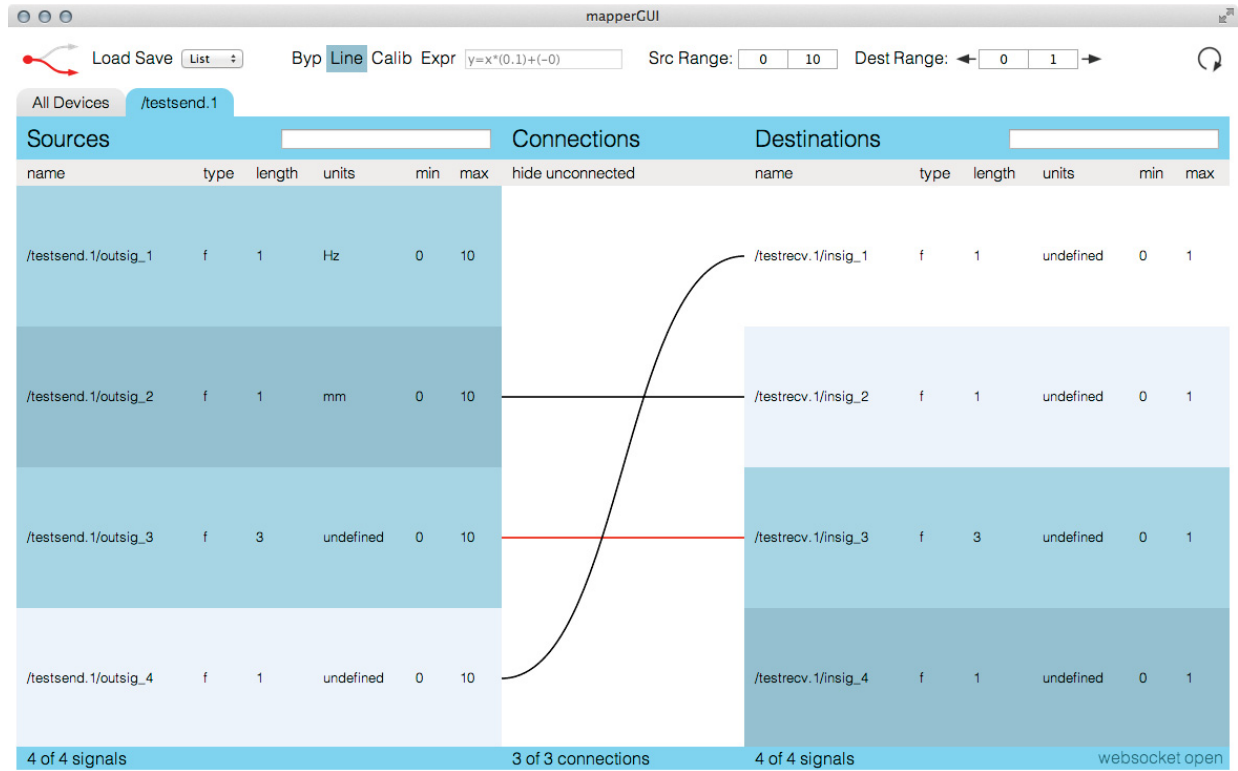 mapperGUI
Load Save List Byp Line Calib Expr y=x*(0.1)+(-0) Src Range: 0 10 Dest Range: 0 1
All Devices /testsend.1
Sources Connections Destinations
name type length units min max hide unconnected name type length units min max
/testsend.1/outsig_1 f 1 Hz 0 10 /testrecv.1/insig_1 f 1 undefined 0 1
/testsend.1/outsig_2 f 1 mm 0 10 /testrecv.1/insig_2 f 1 undefined 0 1
/testsend.1/outsig_3 f 3 undefined 0 10 /testrecv.1/insig_3 f 3 undefined 0 1
/testsend.1/outsig_4 f 1 undefined 0 10 /testrecv.1/insig_4 f 1 undefined 0 1
4 of 4 signals 3 of 3 connections 4 of 4 signals websocket open